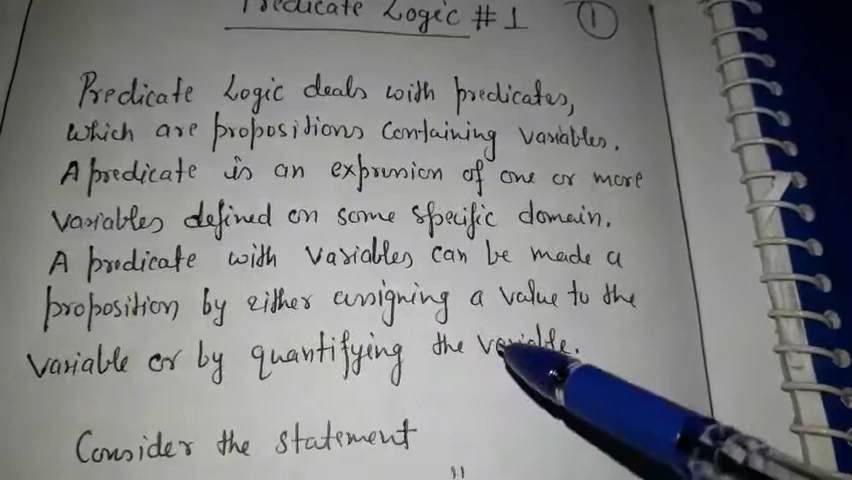 Predicate Logic #1
1
Predicate Logic deals with predicates,
which are propositions containing variables.
A predicate is an expression of one or more
variables defined on some specific domain.
A predicate with variables can be made a
proposition by either assigning a value to the
variable or by quantifying the variable.
Consider the statement
"